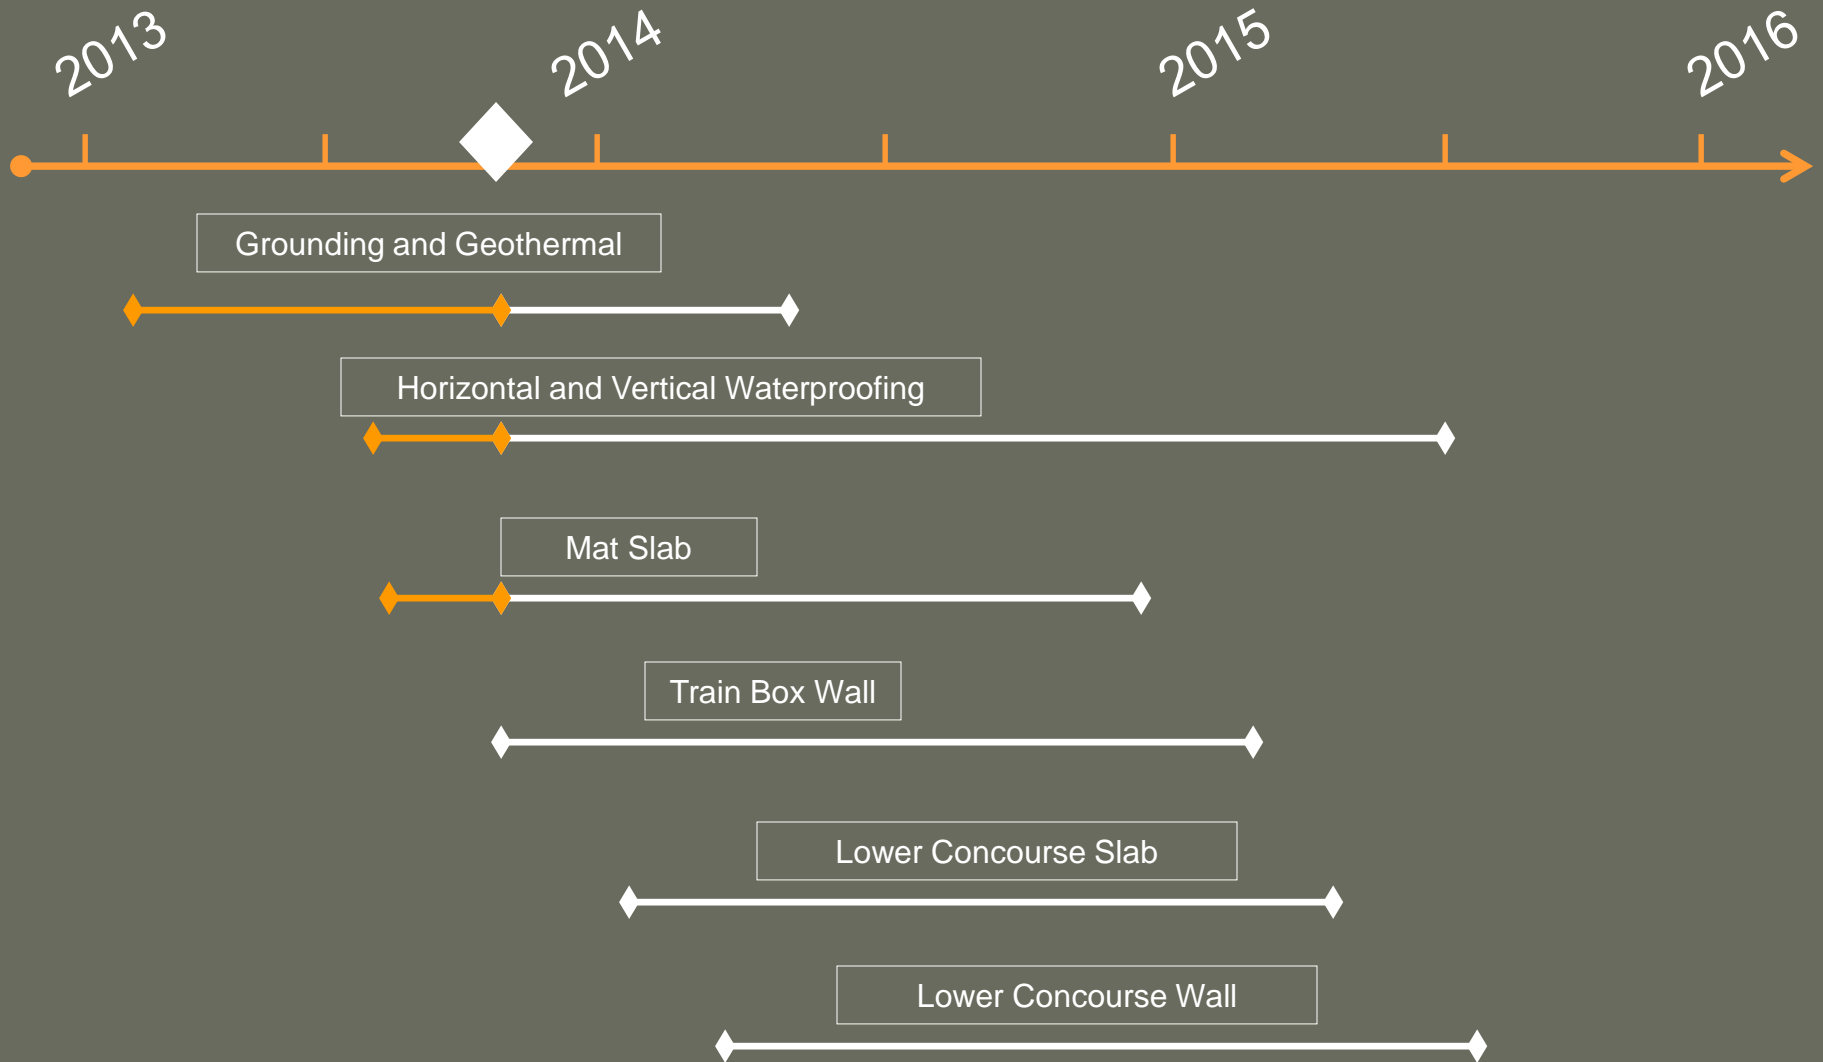 2013
2014
2015
2016
Grounding and Geothermal
Horizontal and Vertical Waterproofing
Mat Slab
Train Box Wall
Lower Concourse Slab
Lower Concourse Wall